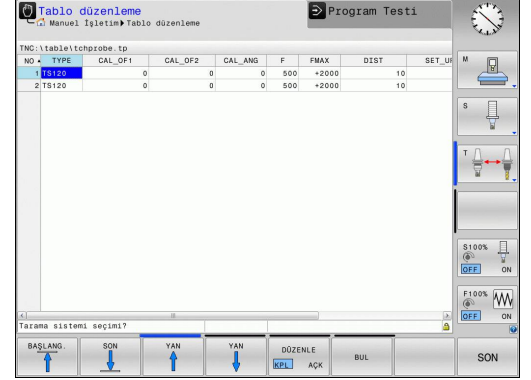 Tablo düzenleme
Manuel İşletim▶Tablo düzenleme
Program Testi
TNC:\table\tchprobe.tp
NO TYPE CAL_OF1 CAL_OF2 CAL_ANG F FMAX DIST SET_UP
1 TS120 0 0 0 500 +2000 10
2 TS120 0 0 0 500 +2000 10
Tarama sistemi seçimi?
M
S
T
S100%
OFF ON
F100%
OFF ON
BAŞLANG.
SON
YAN
YAN
DÜZENLE
KPL AÇK
BUL
SON